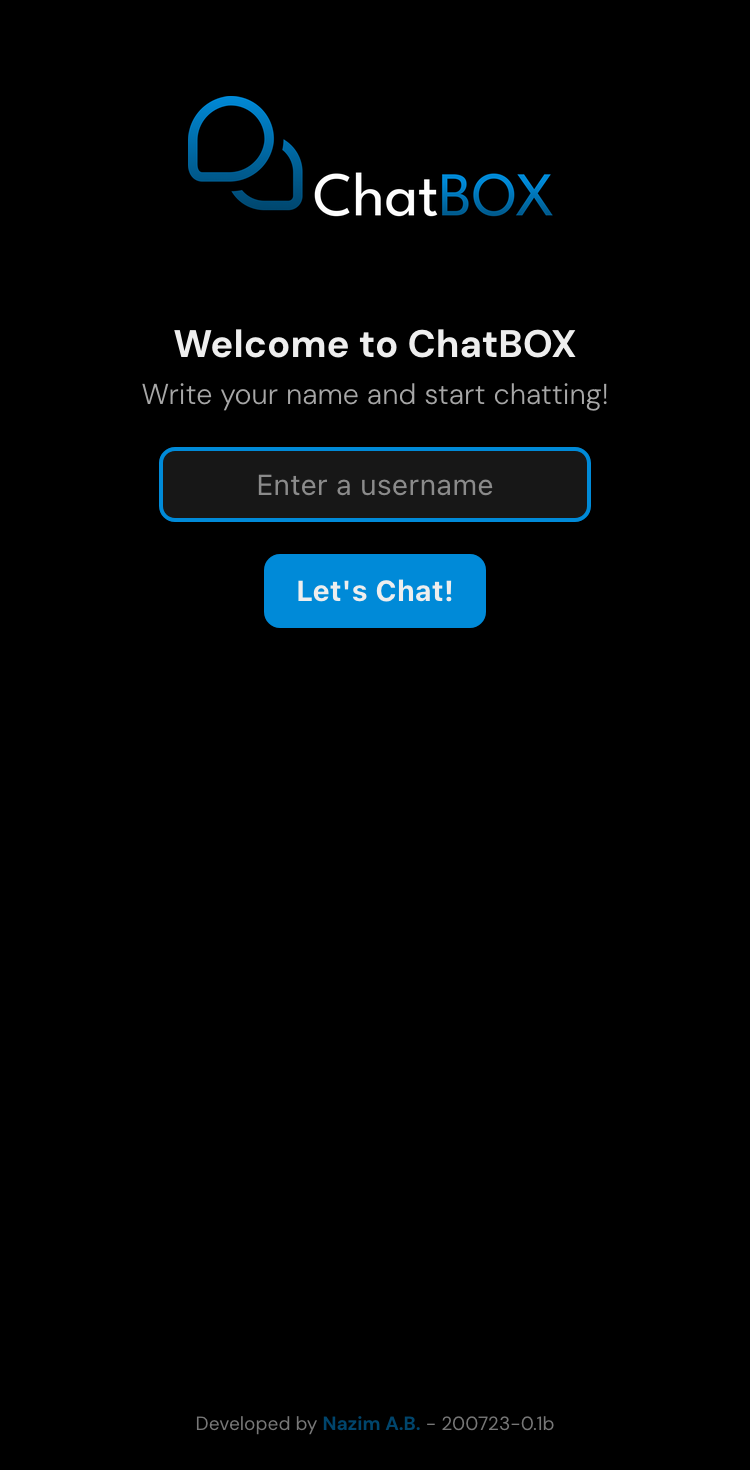 ChatBOX
Welcome to ChatBOX
Write your name and start chatting!
Enter a username
Let's Chat!
Developed by Nazim A.B. - 200723-0.1b